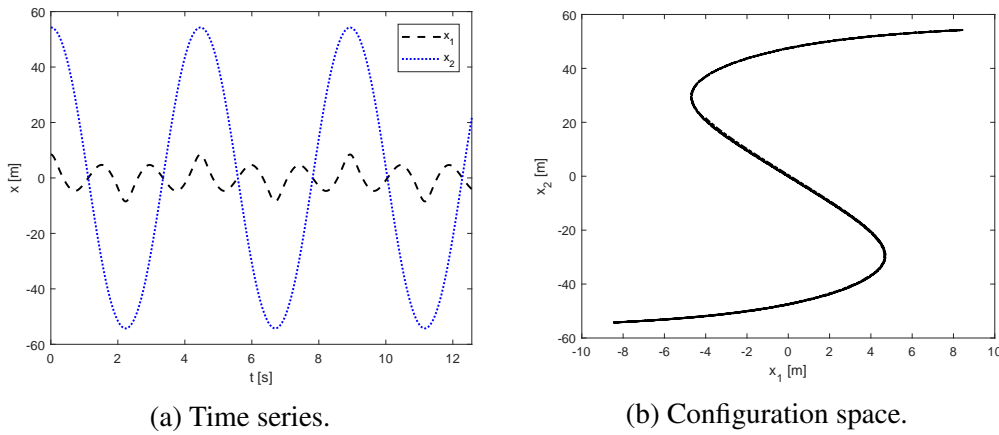 60
40
20
0
-20
-40
-60
x [m]
0 2 4 6 8 10 12
t [s]
x1
x2
(a) Time series.
60
40
20
0
-20
-40
-60
x2 [m]
-10 -8 -6 -4 -2 0 2 4 6 8 10
x1 [m]
(b) Configuration space.